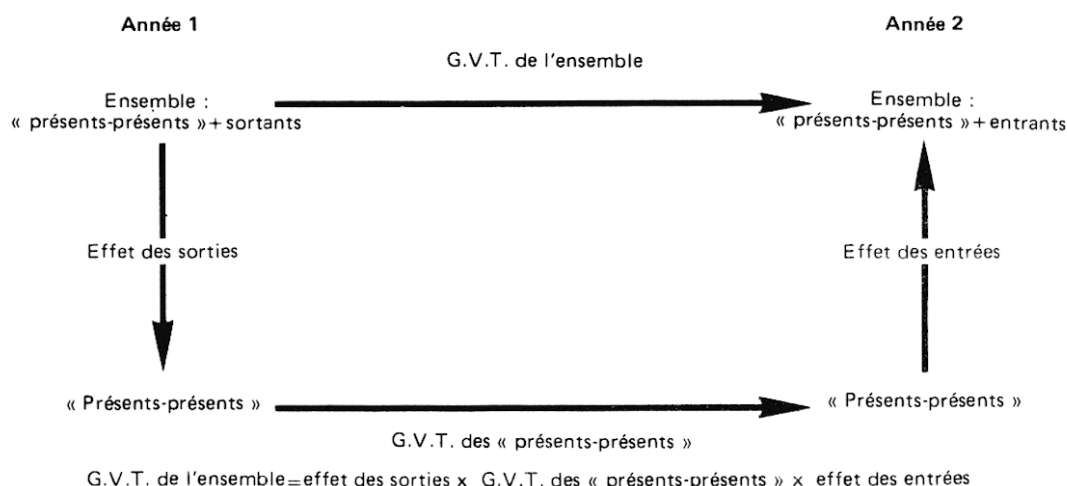 Année 1
Année 2
G.V.T. de l'ensemble
Ensemble :
« présents-présents »+ sortants
Ensemble :
« présents-présents »+ entrants
Effet des sorties
Effet des entrées
« Présents-présents »
« Présents-présents »
G.V.T. des « présents-présents »
G.V.T. de l'ensemble=effet des sorties x G.V.T. des « présents-présents » x effet des entrées